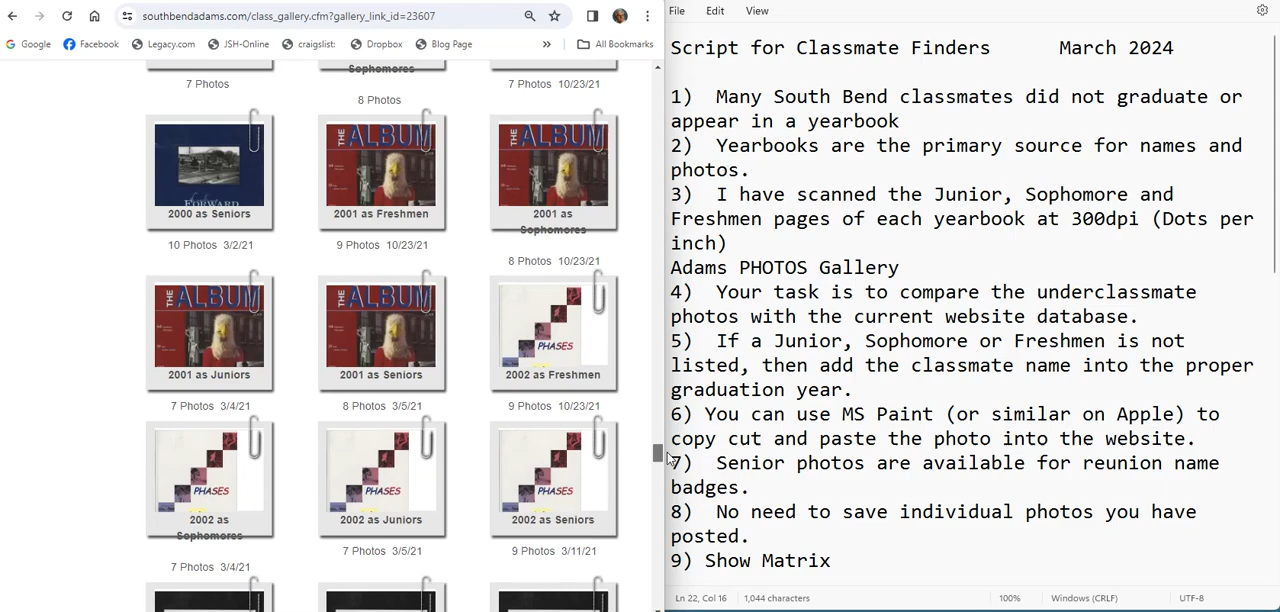 southbendadams.com/class_gallery.cfm?gallery_link_id=23607
Google Facebook Legacy.com JSH-Online craigslist: Dropbox Blog Page » All Bookmarks
Sophomores
7 Photos
8 Photos
7 Photos 10/23/21
FORWARD
2000 as Seniors
10 Photos 3/2/21
THE ALBUM
2001 as Freshmen
9 Photos 10/23/21
THE ALBUM
2001 as
Sophomores
8 Photos 10/23/21
THE ALBUM
2001 as Juniors
7 Photos 3/4/21
THE ALBUM
2001 as Seniors
8 Photos 3/5/21
PHASES
2002 as Freshmen
9 Photos 10/23/21
PHASES
2002 as
Sophomores
7 Photos 3/4/21
PHASES
2002 as Juniors
7 Photos 3/5/21
PHASES
2002 as Seniors
9 Photos 3/11/21
File Edit View
Script for Classmate Finders March 2024
1) Many South Bend classmates did not graduate or
appear in a yearbook
2) Yearbooks are the primary source for names and
photos.
3) I have scanned the Junior, Sophomore and
Freshmen pages of each yearbook at 300dpi (Dots per
inch)
Adams PHOTOS Gallery
4) Your task is to compare the underclassmate
photos with the current website database.
5) If a Junior, Sophomore or Freshmen is not
listed, then add the classmate name into the proper
graduation year.
6) You can use MS Paint (or similar on Apple) to
copy cut and paste the photo into the website.
7) Senior photos are available for reunion name
badges.
8) No need to save individual photos you have
posted.
9) Show Matrix
Ln 22, Col 16 1,044 characters 100% Windows (CRLF) UTF-8